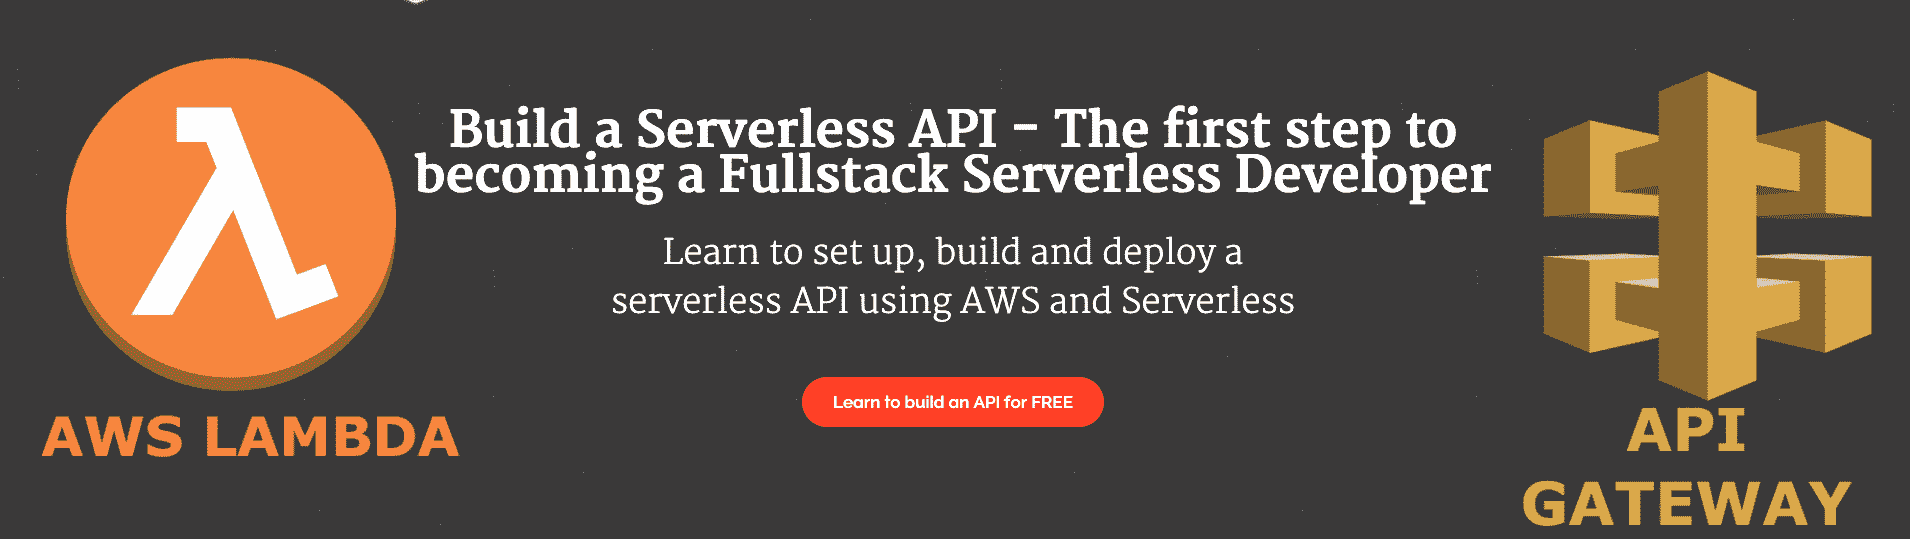 Build a Serverless API - The first step to
becoming a Fullstack Serverless Developer
Learn to set up, build and deploy a
serverless API using AWS and Serverless
Learn to build an API for FREE
AWS LAMBDA
API
GATEWAY